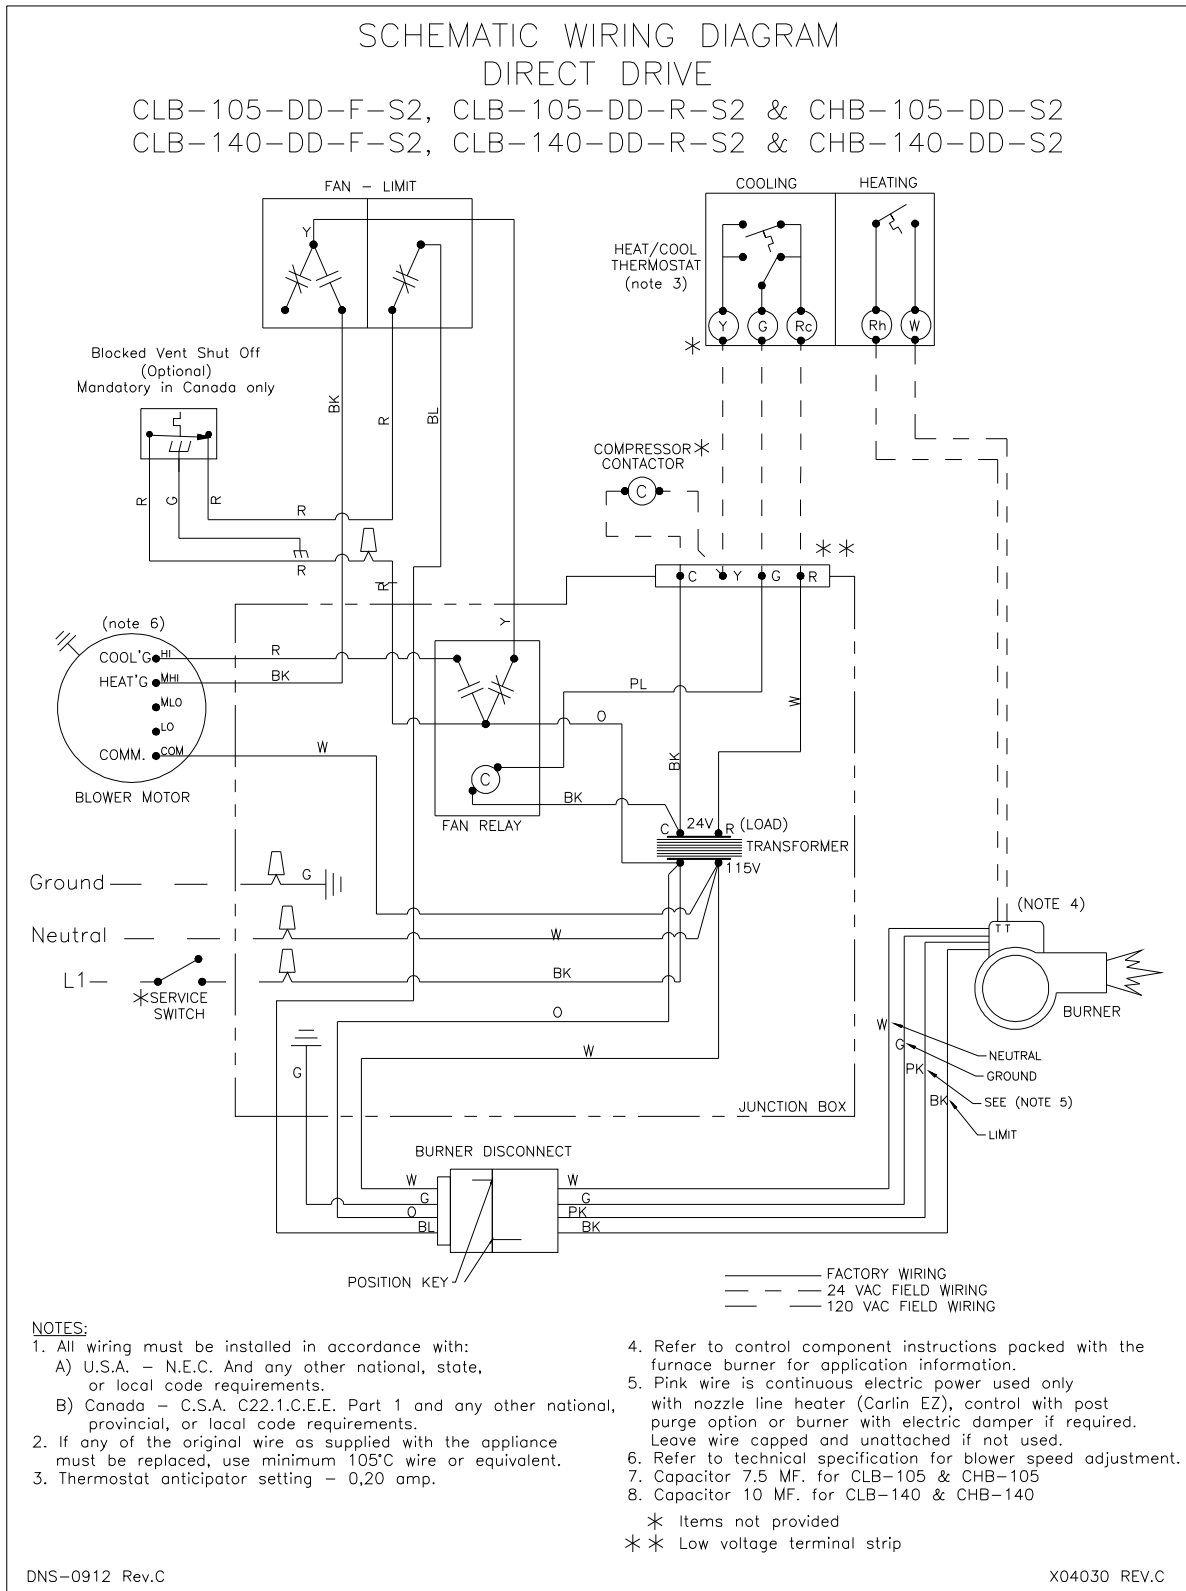 SCHEMATIC WIRING DIAGRAM
DIRECT DRIVE
CLB-105-DD-F-S2, CLB-105-DD-R-S2 & CHB-105-DD-S2
CLB-140-DD-F-S2, CLB-140-DD-R-S2 & CHB-140-DD-S2
FAN - LIMIT
COOLING
HEATING
Y
HEAT/COOL
THERMOSTAT
(note 3)
Y
G
Rc
Rh
W
*
Blocked Vent Shut Off
(Optional)
Mandatory in Canada only
BK
R
BL
COMPRESSOR *
CONTACTOR
C
R
G
R
R
R
R
* *
C
Y
G
R
(note 6)
Y
COOL'G
HI
R
HEAT'G
MHI
BK
MLO
LO
COMM.
COM
W
BLOWER MOTOR
PL
W
O
BK
C
BK
FAN RELAY
C
24V
R
(LOAD)
TRANSFORMER
115V
Ground
G
Neutral
W
L1
BK
*SERVICE
SWITCH
O
W
G
JUNCTION BOX
(NOTE 4)
T T
BURNER
W
NEUTRAL
G
GROUND
PK
SEE (NOTE 5)
BK
LIMIT
BURNER DISCONNECT
W
W
G
G
O
PK
BL
BK
POSITION KEY
FACTORY WIRING
24 VAC FIELD WIRING
120 VAC FIELD WIRING
NOTES:
1. All wiring must be installed in accordance with:
A) U.S.A. - N.E.C. And any other national, state,
or local code requirements.
B) Canada - C.S.A. C22.1.C.E.E. Part 1 and any other national,
provincial, or local code requirements.
2. If any of the original wire as supplied with the appliance
must be replaced, use minimum 105°C wire or equivalent.
3. Thermostat anticipator setting - 0,20 amp.
4. Refer to control component instructions packed with the
furnace burner for application information.
5. Pink wire is continuous electric power used only
with nozzle line heater (Carlin EZ), control with post
purge option or burner with electric damper if required.
Leave wire capped and unattached if not used.
6. Refer to technical specification for blower speed adjustment.
7. Capacitor 7.5 MF. for CLB-105 & CHB-105
8. Capacitor 10 MF. for CLB-140 & CHB-140
* Items not provided
* * Low voltage terminal strip
DNS-0912 Rev.C
X04030 REV.C